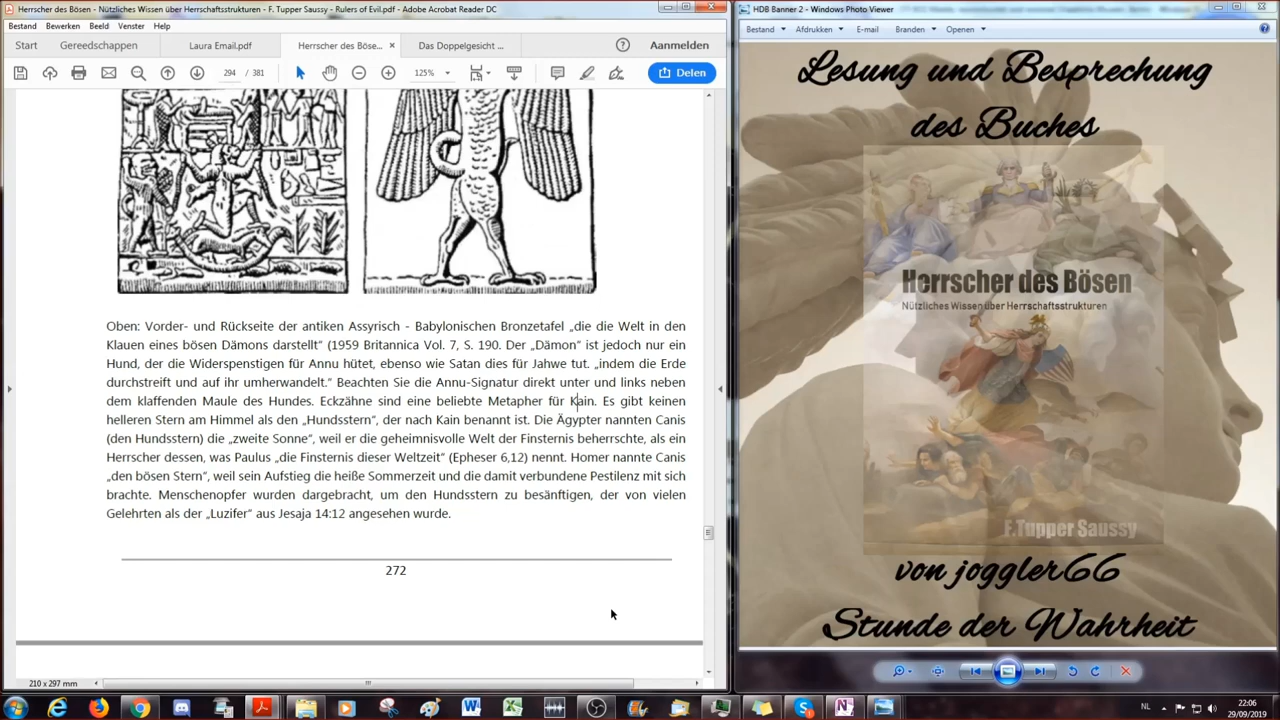 Herrscher des Bösen - Nützliches Wissen über Herrschaftsstrukturen - F. Tupper Saussy - Rulers of Evil.pdf - Adobe Acrobat Reader DC
Bestand Bewerken Beeld Venster Help
Start Gereedschappen Laura Email.pdf Herrscher des Böse... × Das Doppelgesicht ... Aanmelden
294 / 381 125% Delen
Oben: Vorder- und Rückseite der antiken Assyrisch - Babylonischen Bronzetafel „die die Welt in den
Klauen eines bösen Dämons darstellt“ (1959 Britannica Vol. 7, S. 190. Der „Dämon“ ist jedoch nur ein
Hund, der die Widerspenstigen für Annu hütet, ebenso wie Satan dies für Jahwe tut. „indem die Erde
durchstreift und auf ihr umherwandelt.“ Beachten Sie die Annu-Signatur direkt unter und links neben
dem klaffenden Maule des Hundes. Eckzähne sind eine beliebte Metapher für Kain. Es gibt keinen
helleren Stern am Himmel als den „Hundsstern“, der nach Kain benannt ist. Die Ägypter nannten Canis
(den Hundsstern) die „zweite Sonne“, weil er die geheimnisvolle Welt der Finsternis beherrschte, als ein
Herrscher dessen, was Paulus „die Finsternis dieser Weltzeit“ (Epheser 6,12) nennt. Homer nannte Canis
„den bösen Stern“, weil sein Aufstieg die heiße Sommerzeit und die damit verbundene Pestilenz mit sich
brachte. Menschenopfer wurden dargebracht, um den Hundsstern zu besänftigen, der von vielen
Gelehrten als der „Luzifer“ aus Jesaja 14:12 angesehen wurde.
272
210 x 297 mm
HDB Banner 2 - Windows Photo Viewer
Bestand Afdrukken E-mail Branden Openen
Lesung und Besprechung
des Buches
Herrscher des Bösen
Nützliches Wissen über Herrschaftsstrukturen
F.Tupper Saussy
von joggler66
Stunde der Wahrheit
NL
22:06
29/09/2019